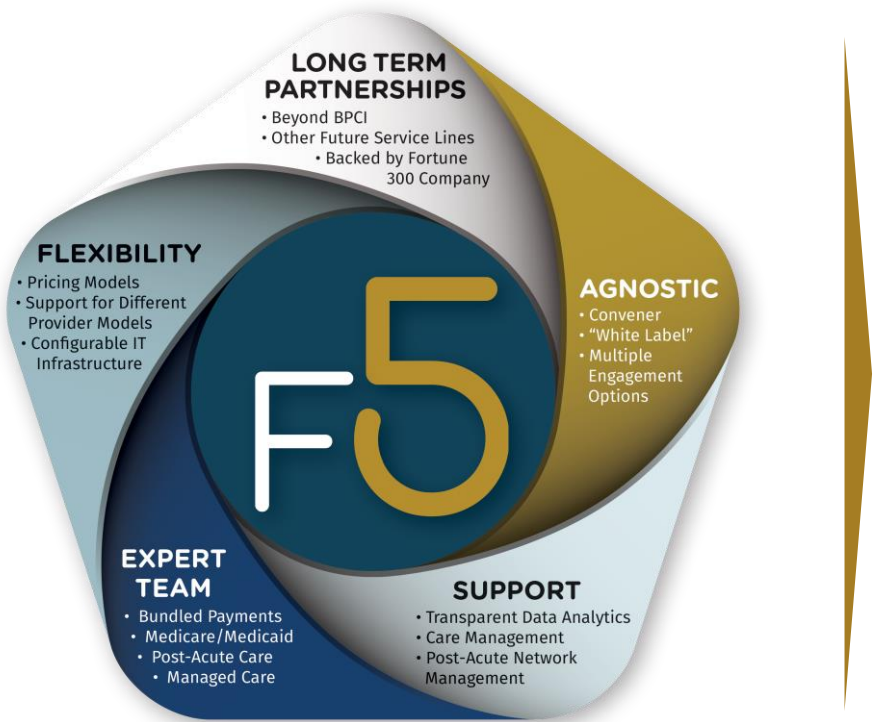 LONG TERM
PARTNERSHIPS
• Beyond BPCI
• Other Future Service Lines
• Backed by Fortune
300 Company
FLEXIBILITY
• Pricing Models
• Support for Different
Provider Models
• Configurable IT
Infrastructure
AGNOSTIC
• Convener
• “White Label”
• Multiple
Engagement
Options
F5
EXPERT
TEAM
• Bundled Payments
• Medicare/Medicaid
• Post-Acute Care
• Managed Care
SUPPORT
• Transparent Data Analytics
• Care Management
• Post-Acute Network
Management